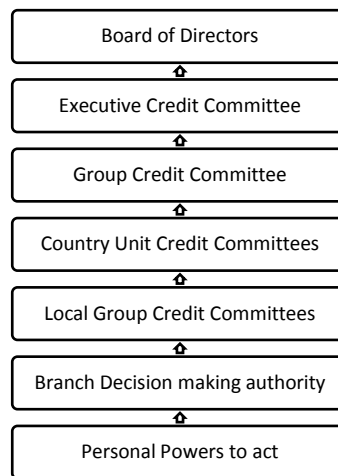 Board of Directors
Executive Credit Committee
Group Credit Committee
Country Unit Credit Committees
Local Group Credit Committees
Branch Decision making authority
Personal Powers to act